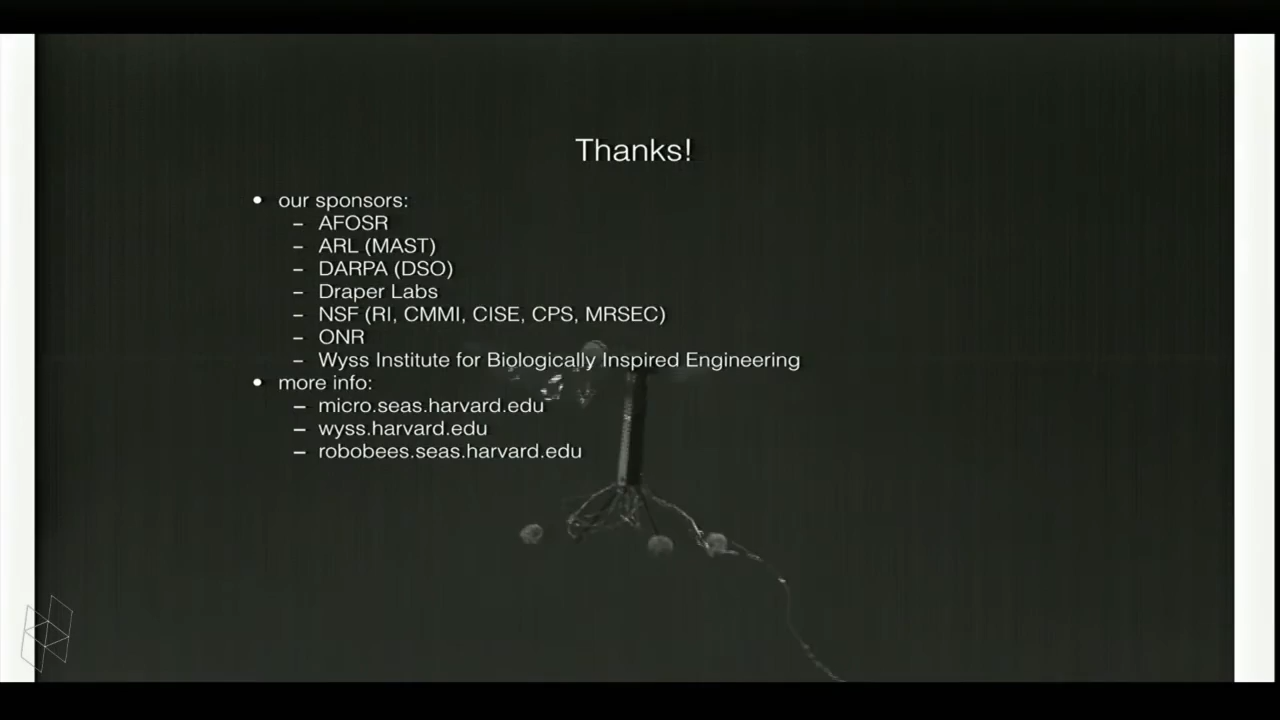 Thanks!
• our sponsors:
– AFOSR
– ARL (MAST)
– DARPA (DSO)
– Draper Labs
– NSF (RI, CMMI, CISE, CPS, MRSEC)
– ONR
– Wyss Institute for Biologically Inspired Engineering
• more info:
– micro.seas.harvard.edu
– wyss.harvard.edu
– robobees.seas.harvard.edu